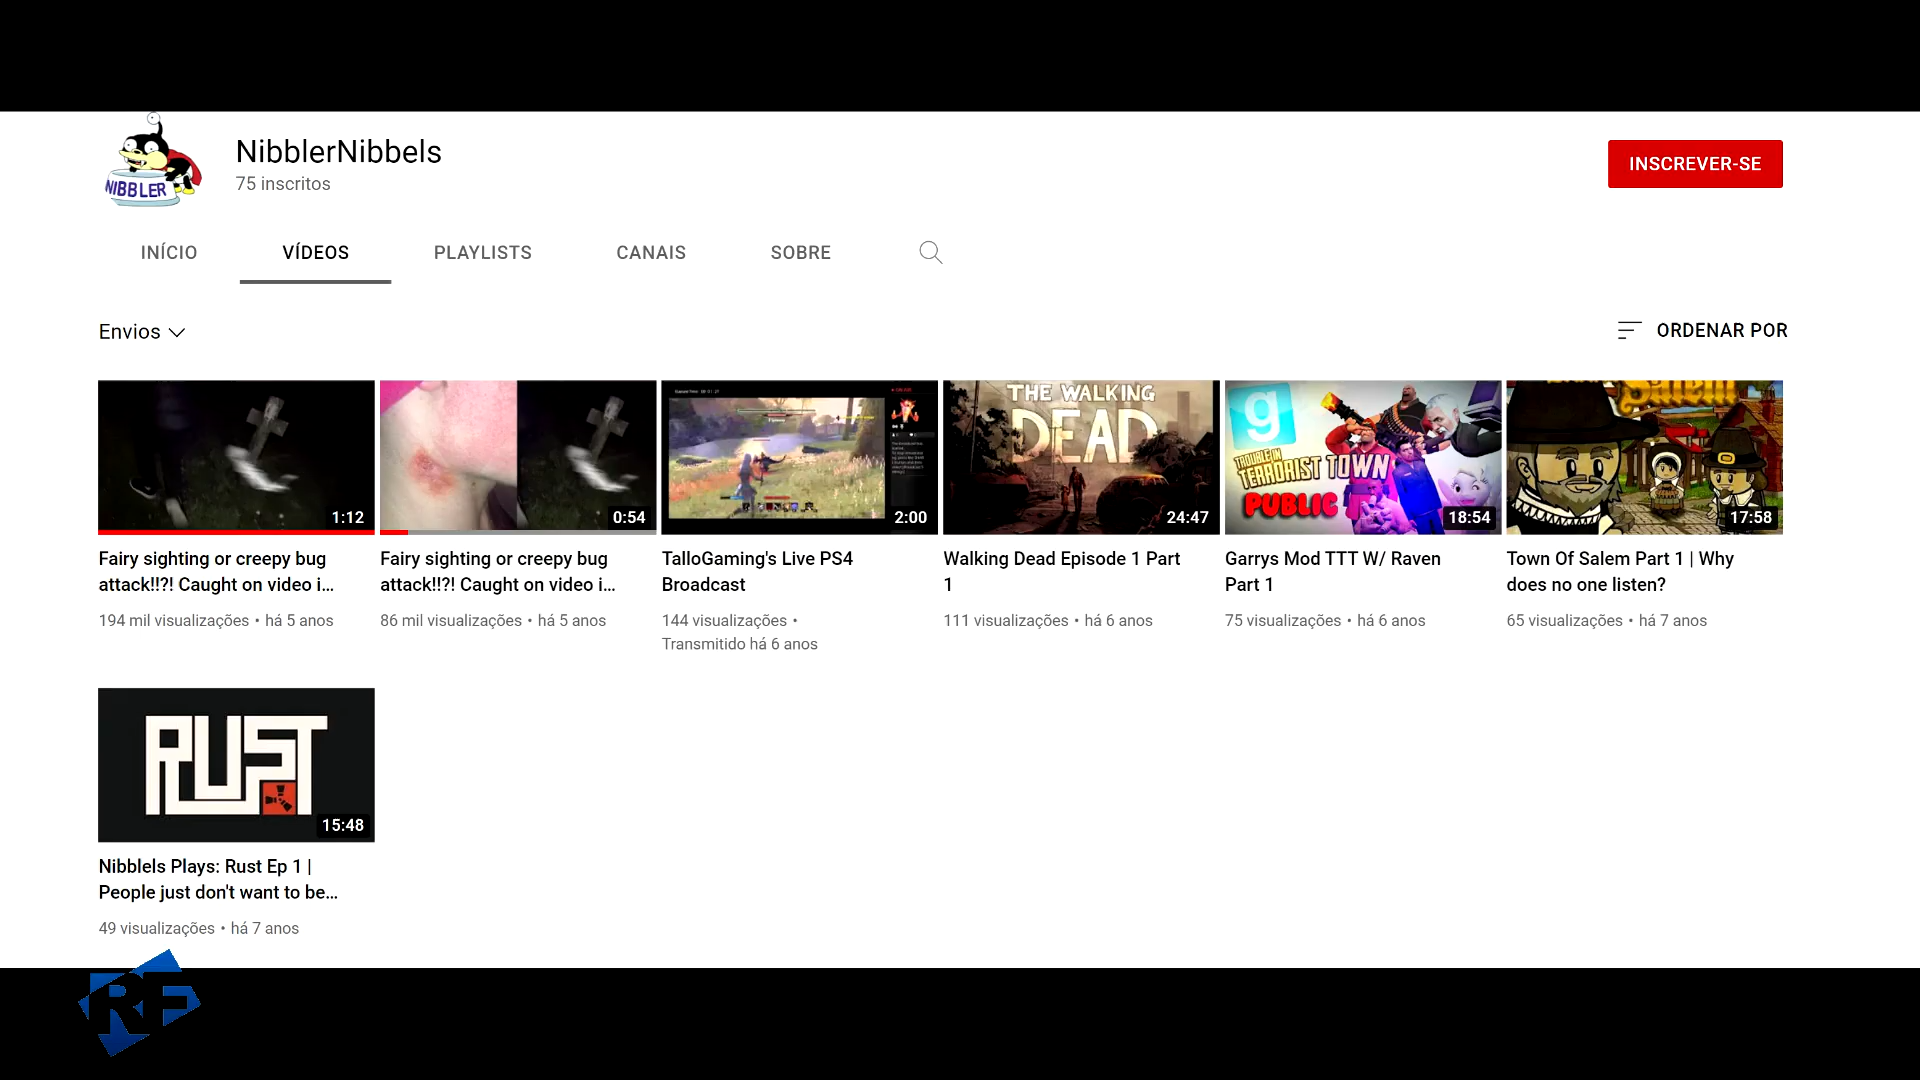 NibblerNibbels
75 inscritos
INSCREVER-SE
NIBBLER
INÍCIO
VÍDEOS
PLAYLISTS
CANAIS
SOBRE
Envios
ORDENAR POR
1:12
0:54
2:00
THE WALKING
DEAD
24:47
g
TROUBLE IN
TERRORIST TOWN
PUBLIC
18:54
Salem
17:58
Fairy sighting or creepy bug
attack!!?! Caught on video i...
194 mil visualizações • há 5 anos
Fairy sighting or creepy bug
attack!!?! Caught on video i...
86 mil visualizações • há 5 anos
TalloGaming's Live PS4
Broadcast
144 visualizações •
Transmitido há 6 anos
Walking Dead Episode 1 Part
1
111 visualizações • há 6 anos
Garrys Mod TTT W/ Raven
Part 1
75 visualizações • há 6 anos
Town Of Salem Part 1 | Why
does no one listen?
65 visualizações • há 7 anos
RUST
15:48
Nibblels Plays: Rust Ep 1 |
People just don't want to be...
49 visualizações • há 7 anos
RF